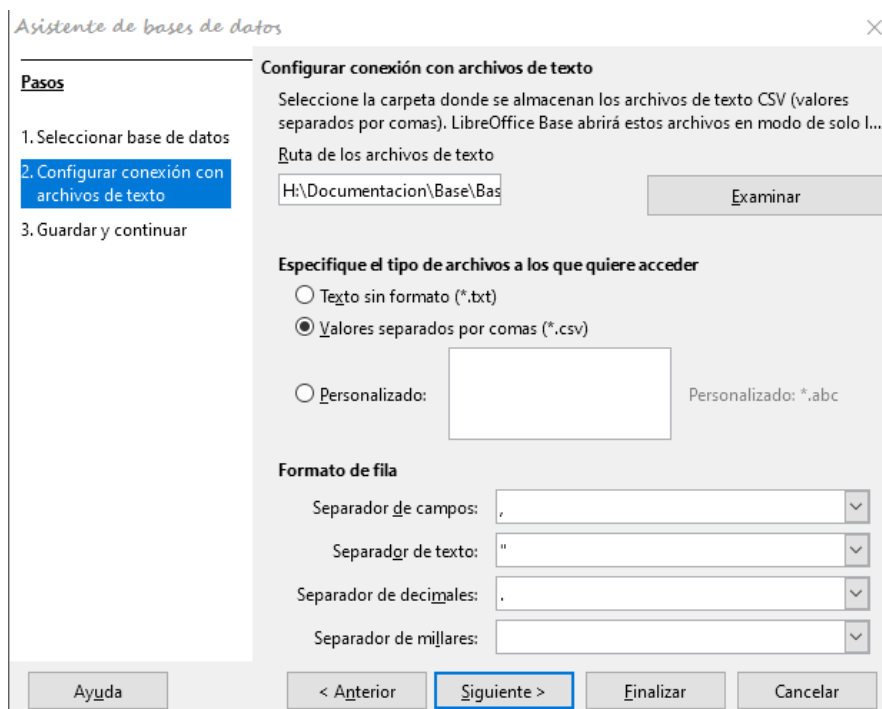 Asistente de bases de datos
Pasos
1. Seleccionar base de datos
2. Configurar conexión con
archivos de texto
3. Guardar y continuar
Configurar conexión con archivos de texto
Seleccione la carpeta donde se almacenan los archivos de texto CSV (valores
separados por comas). LibreOffice Base abrirá estos archivos en modo de solo l...
Ruta de los archivos de texto
H:\Documentacion\Base\Bas
Examinar
Especifique el tipo de archivos a los que quiere acceder
Texto sin formato (*.txt)
Valores separados por comas (*.csv)
Personalizado:
Personalizado: *.abc
Formato de fila
Separador de campos: ,
Separador de texto: "
Separador de decimales: .
Separador de millares:
Ayuda
< Anterior
Siguiente >
Finalizar
Cancelar